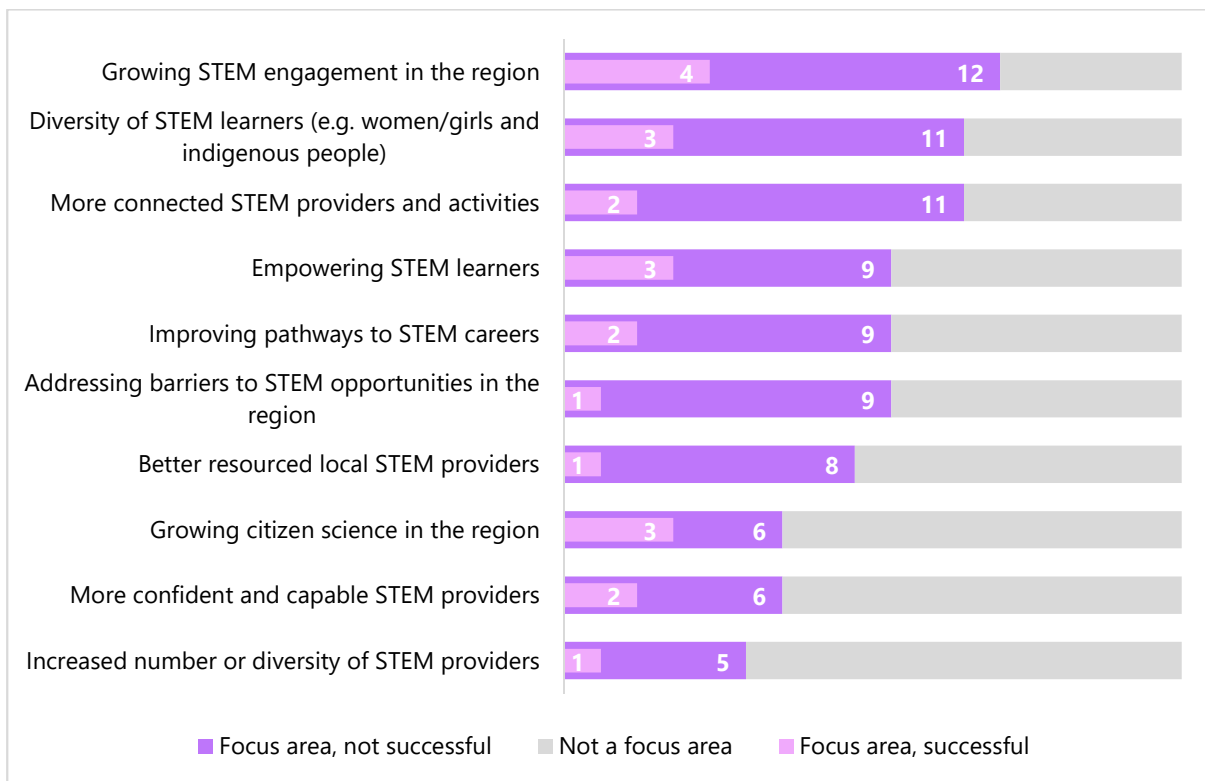 Growing STEM engagement in the region
4
12
Diversity of STEM learners (e.g. women/girls and
indigenous people)
3
11
More connected STEM providers and activities
2
11
Empowering STEM learners
3
9
Improving pathways to STEM careers
2
9
Addressing barriers to STEM opportunities in the
region
1
9
Better resourced local STEM providers
1
8
Growing citizen science in the region
3
6
More confident and capable STEM providers
2
6
Increased number or diversity of STEM providers
1
5
Focus area, not successful
Not a focus area
Focus area, successful